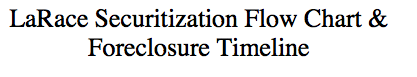 LaRace Securitization Flow Chart &
Foreclosure Timeline